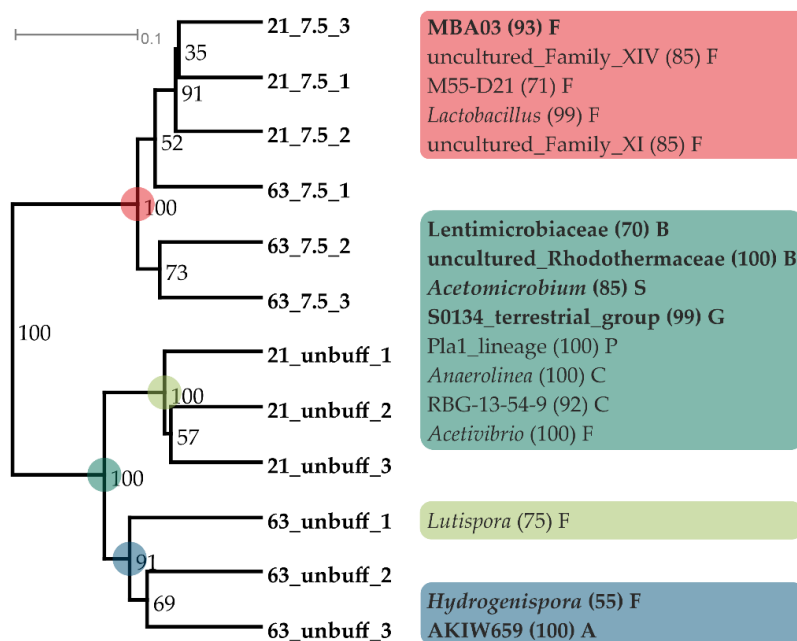 0.1
21_7.5_3
35
21_7.5_1
91
21_7.5_2
52
63_7.5_1
100
63_7.5_2
73
63_7.5_3
100
21_unbuff_1
100
21_unbuff_2
57
21_unbuff_3
100
63_unbuff_1
91
63_unbuff_2
69
63_unbuff_3
MBA03 (93) F
uncultured_Family_XIV (85) F
M55-D21 (71) F
Lactobacillus (99) F
uncultured_Family_XI (85) F
Lentimicrobiaceae (70) B
uncultured_Rhodothermaceae (100) B
Acetomicrobium (85) S
S0134_terrestrial_group (99) G
Pla1_lineage (100) P
Anaerolinea (100) C
RBG-13-54-9 (92) C
Acetivibrio (100) F
Lutispora (75) F
Hydrogenispora (55) F
AKIW659 (100) A